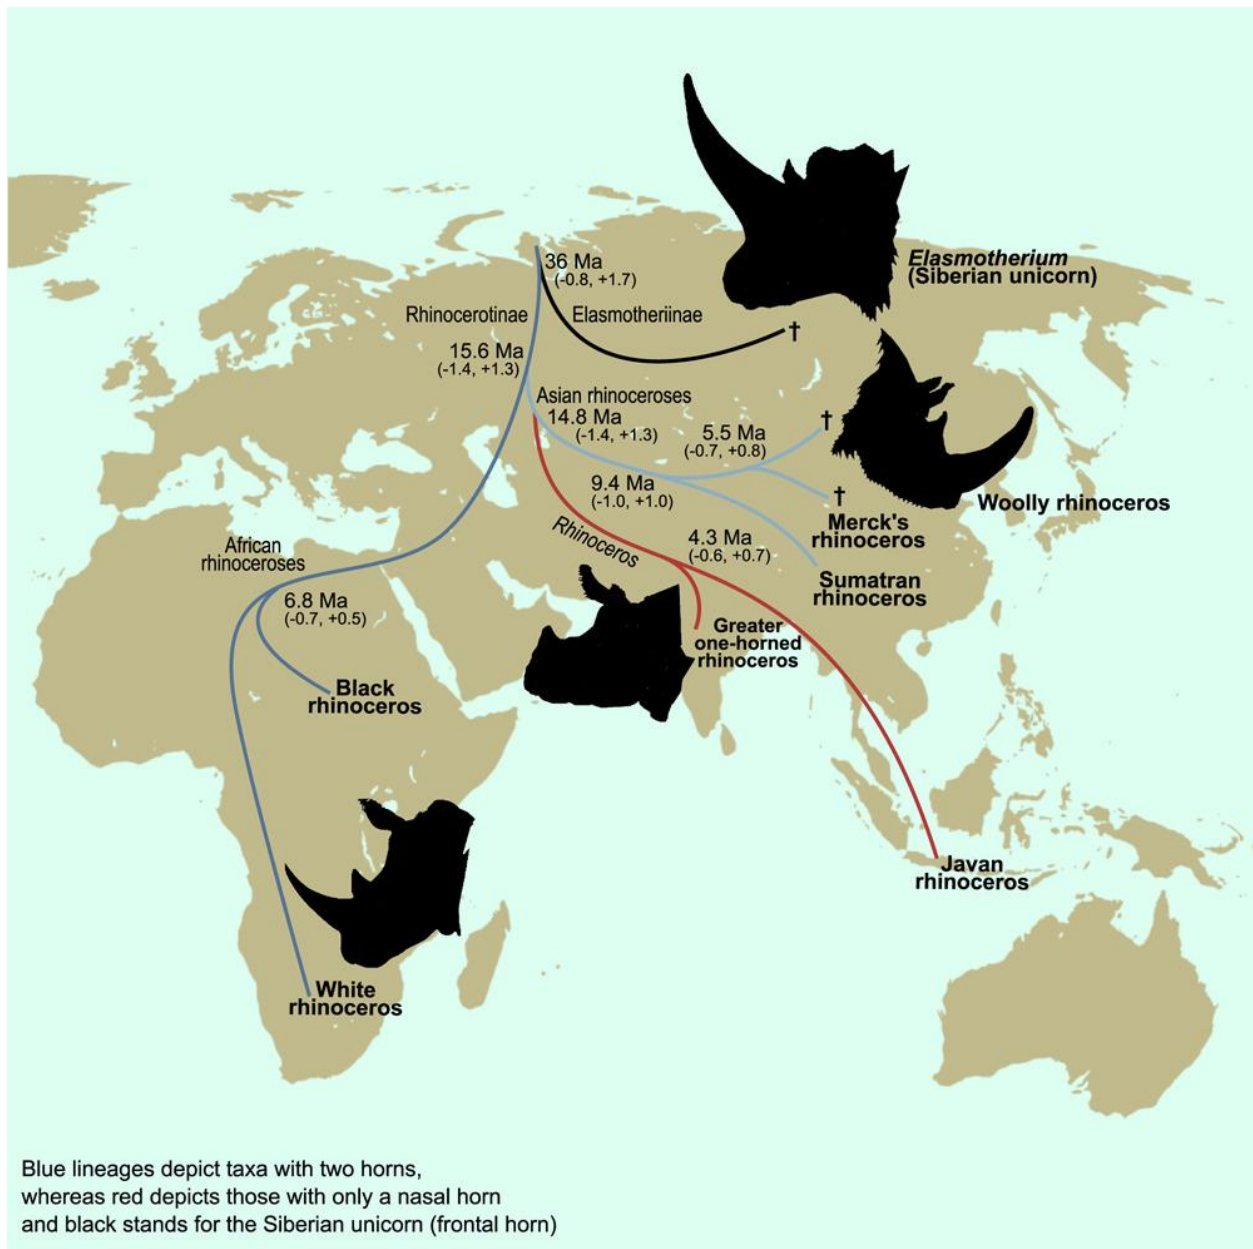 36 Ma
(-0.8, +1.7)
Elasmotherium
(Siberian unicorn)
Rhinocerotinae
Elasmotheriinae
†
15.6 Ma
(-1.4, +1.3)
Asian rhinoceroses
14.8 Ma
(-1.4, +1.3)
5.5 Ma
(-0.7, +0.8)
†
9.4 Ma
(-1.0, +1.0)
†
Woolly rhinoceros
Merck's
rhinoceros
Rhinoceros
4.3 Ma
(-0.6, +0.7)
African
rhinoceroses
Sumatran
rhinoceros
6.8 Ma
(-0.7, +0.5)
Greater
one-horned
rhinoceros
Black
rhinoceros
Javan
rhinoceros
White
rhinoceros
Blue lineages depict taxa with two horns,
whereas red depicts those with only a nasal horn
and black stands for the Siberian unicorn (frontal horn)